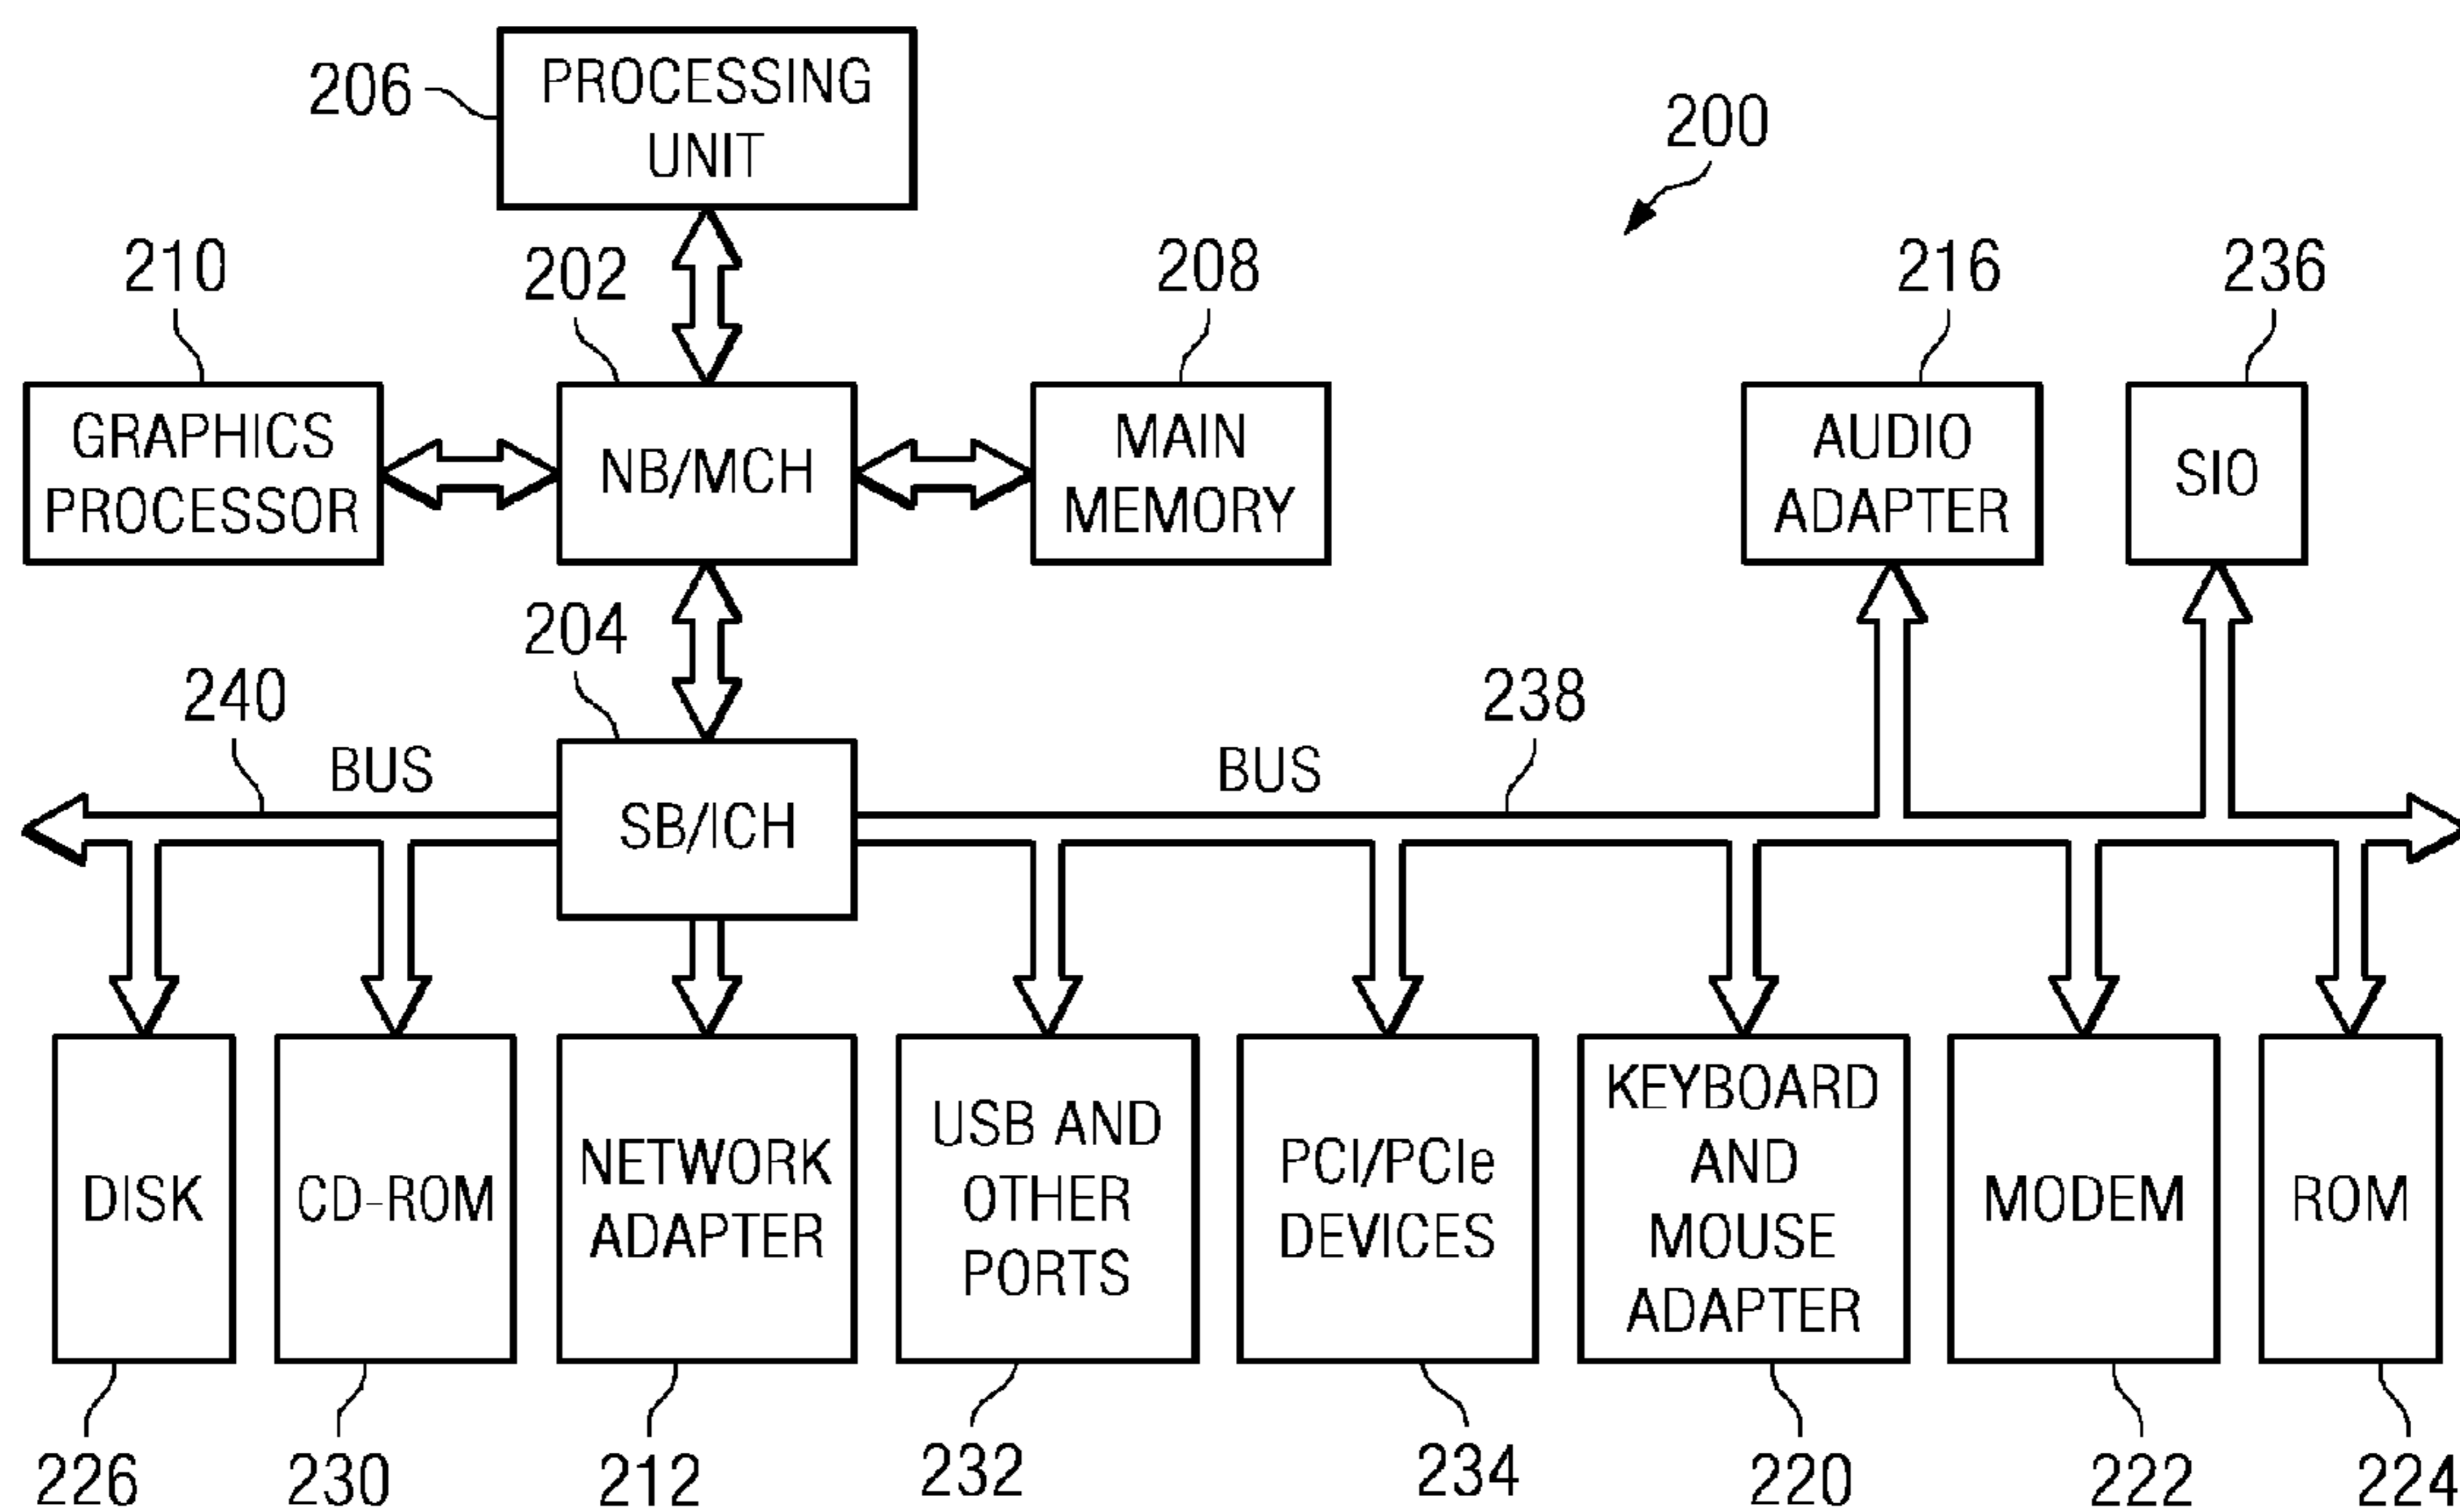 206
PROCESSING
UNIT
200
210
202
208
216
236
GRAPHICS
PROCESSOR
NB/MCH
MAIN
MEMORY
AUDIO
ADAPTER
SIO
204
240
BUS
SB/ICH
BUS
238
DISK
CD-ROM
NETWORK
ADAPTER
USB AND
OTHER
PORTS
PCI/PCIe
DEVICES
KEYBOARD
AND
MOUSE
ADAPTER
MODEM
ROM
226
230
212
232
234
220
222
224